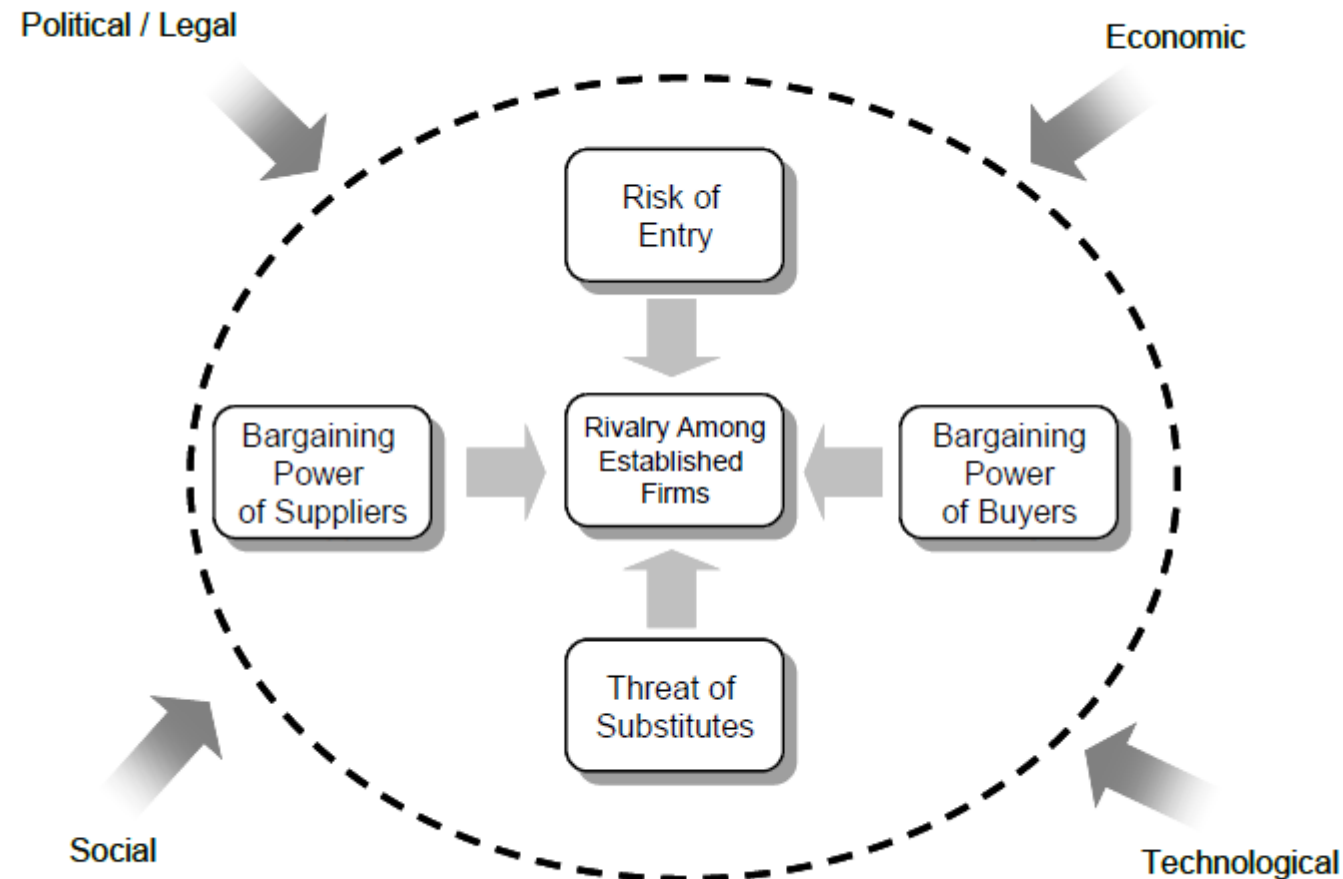 Political / Legal
Economic
Risk of
Entry
Bargaining
Power
of Suppliers
Rivalry Among
Established
Firms
Bargaining
Power
of Buyers
Threat of
Substitutes
Social
Technological